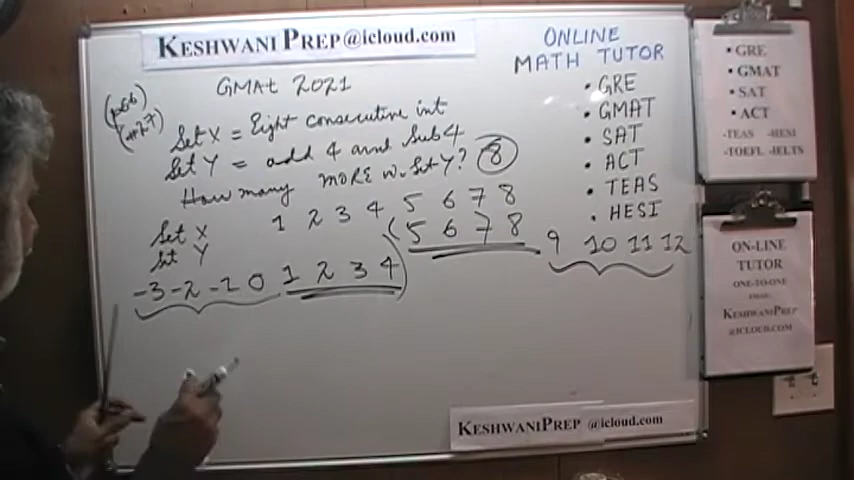 KESHWANI PREP@icloud.com
GMAT 2021
(p66)
(#27)
Set X = Eight consecutive int
Set Y = add 4 and Sub 4
How many MORE in Set Y? 8
Set X 1 2 3 4 5 6 7 8
Set Y (5 6 7 8 9 10 11 12
-3 -2 -1 0 1 2 3 4)
ONLINE
MATH TUTOR
• GRE
• GMAT
• SAT
• ACT
• TEAS
• HESI
KESHWANIPREP @icloud.com
• GRE
• GMAT
• SAT
• ACT
-TEAS -HESI
-TOEFL -IELTS
ON-LINE
TUTOR
ONE-TO-ONE
EMAIL
KESHWANIPREP
@ICLOUD.COM